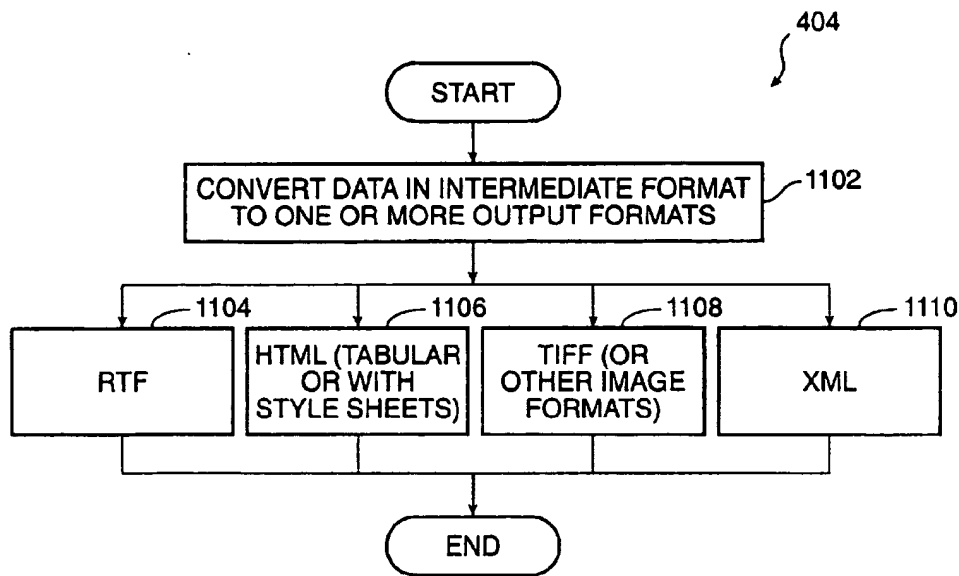 404
START
CONVERT DATA IN INTERMEDIATE FORMAT
TO ONE OR MORE OUTPUT FORMATS
1102
1104
RTF
1106
HTML (TABULAR
OR WITH
STYLE SHEETS)
1108
TIFF (OR
OTHER IMAGE
FORMATS)
1110
XML
END